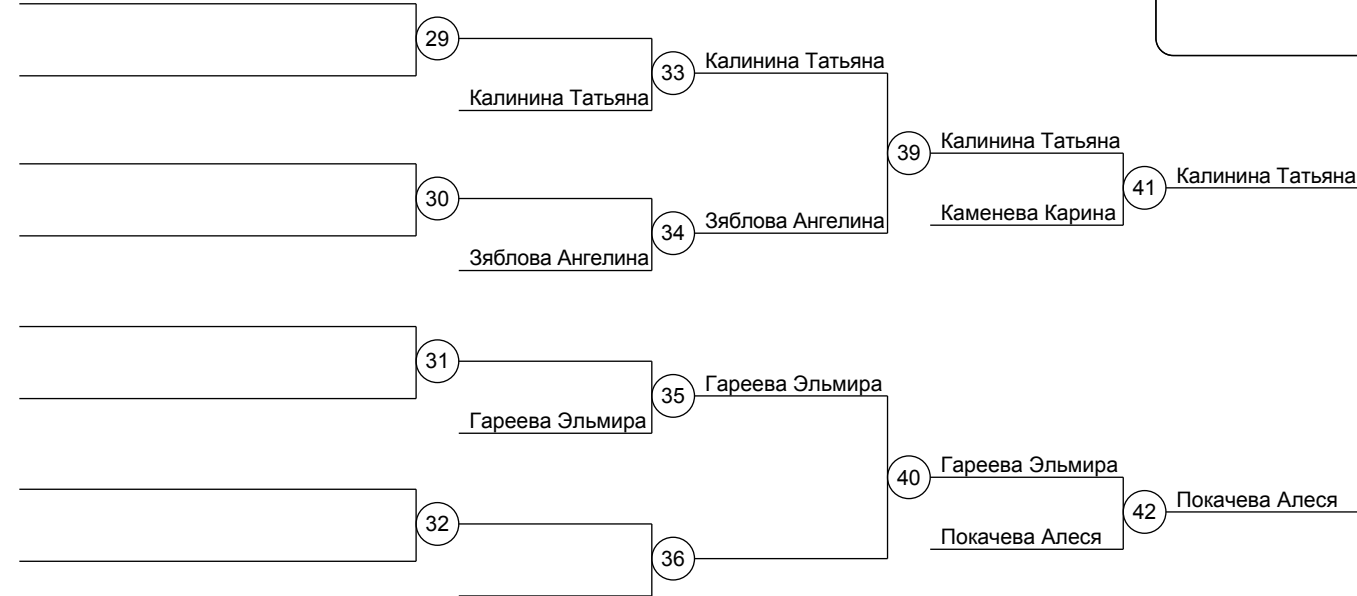 29
Калинина Татьяна
33
Калинина Татьяна
39
Калинина Татьяна
30
Зяблова Ангелина
34
Зяблова Ангелина
Каменева Карина
41
Калинина Татьяна
31
Гареева Эльмира
35
Гареева Эльмира
40
Гареева Эльмира
32
36
Покачева Алеся
42
Покачева Алеся